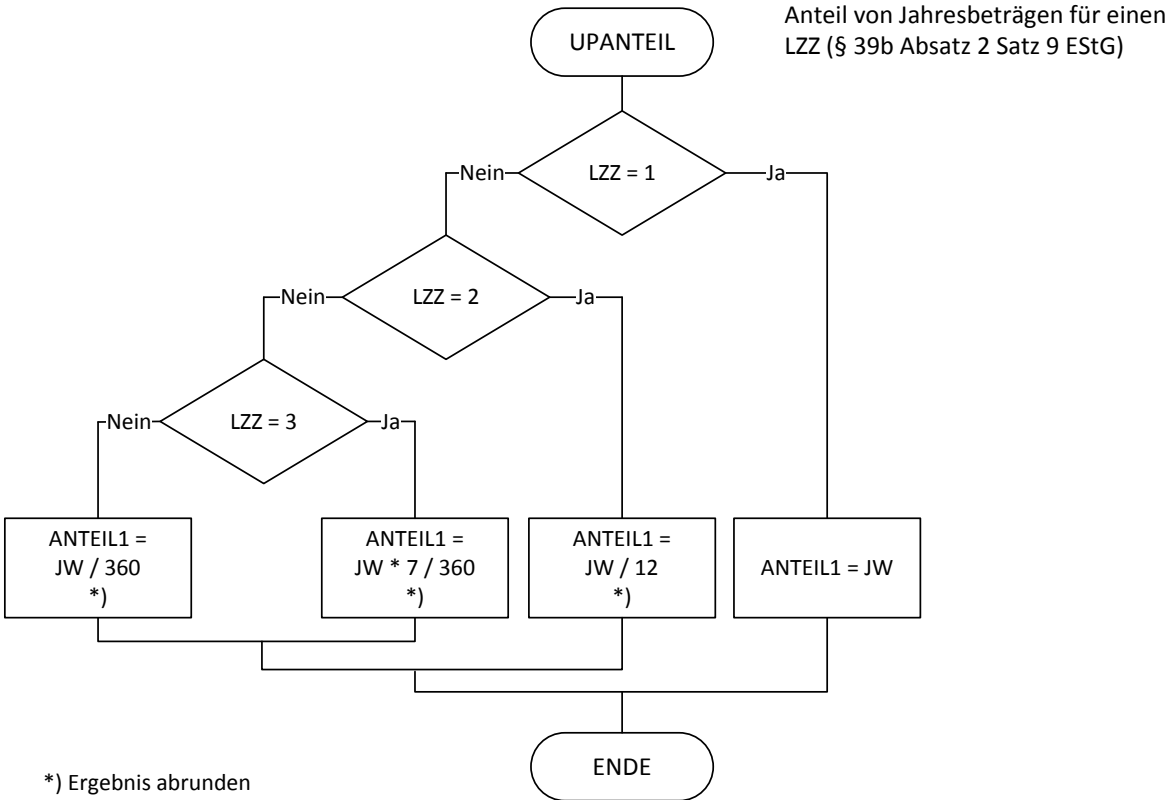 UPANTEIL
Anteil von Jahresbeträgen für einen
LZZ (§ 39b Absatz 2 Satz 9 EStG)
LZZ = 1
Nein
Ja
LZZ = 2
Nein
Ja
LZZ = 3
Nein
Ja
ANTEIL1 =
JW / 360
*)
ANTEIL1 =
JW * 7 / 360
*)
ANTEIL1 =
JW / 12
*)
ANTEIL1 = JW
ENDE
*) Ergebnis abrunden